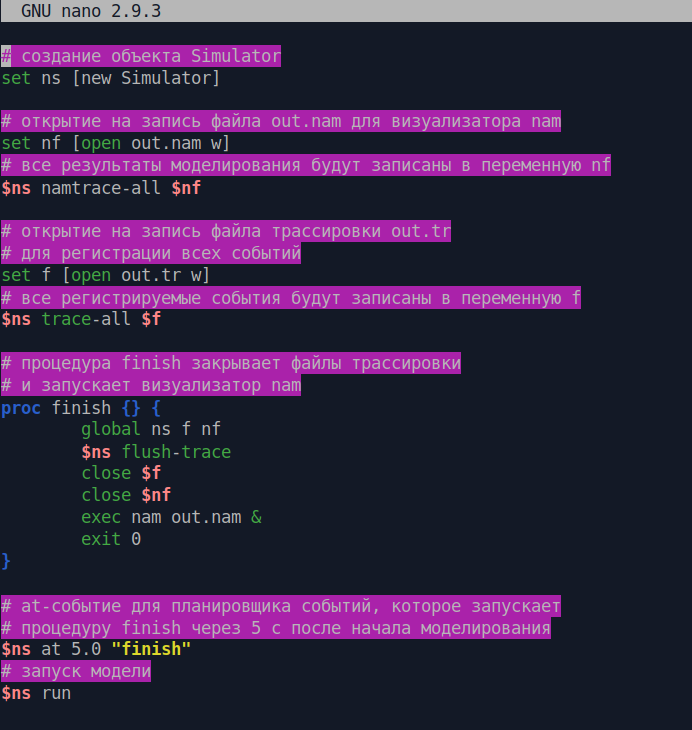 GNU nano 2.9.3
# создание объекта Simulator
set ns [new Simulator]
# открытие на запись файла out.nam для визуализатора nam
set nf [open out.nam w]
# все результаты моделирования будут записаны в переменную nf
$ns namtrace-all $nf
# открытие на запись файла трассировки out.tr
# для регистрации всех событий
set f [open out.tr w]
# все регистрируемые события будут записаны в переменную f
$ns trace-all $f
# процедура finish закрывает файлы трассировки
# и запускает визуализатор nam
proc finish {} {
        global ns f nf
        $ns flush-trace
        close $f
        close $nf
        exec nam out.nam &
        exit 0
}
# at-событие для планировщика событий, которое запускает
# процедуру finish через 5 с после начала моделирования
$ns at 5.0 "finish"
# запуск модели
$ns run